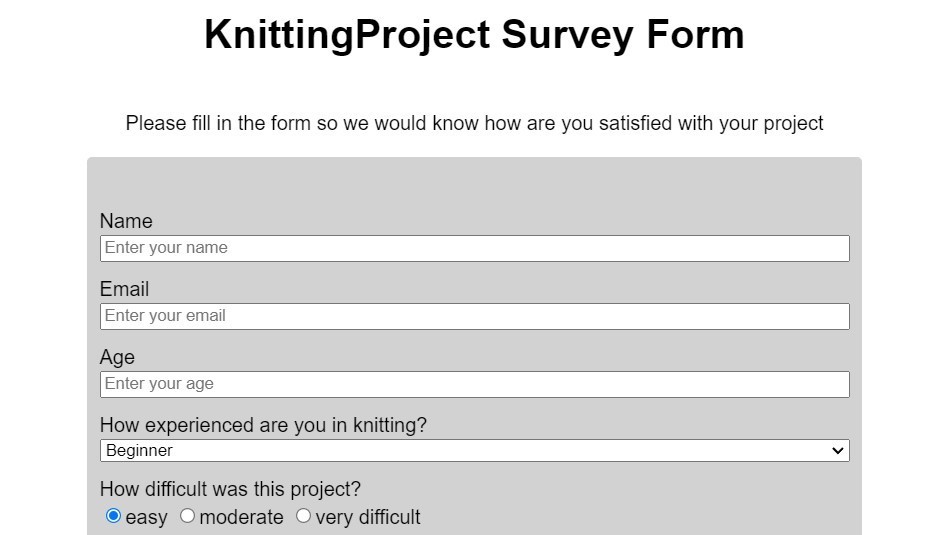 KnittingProject Survey Form
Please fill in the form so we would know how are you satisfied with your project
Name
Enter your name
Email
Enter your email
Age
Enter your age
How experienced are you in knitting?
Beginner
How difficult was this project?
easy moderate very difficult